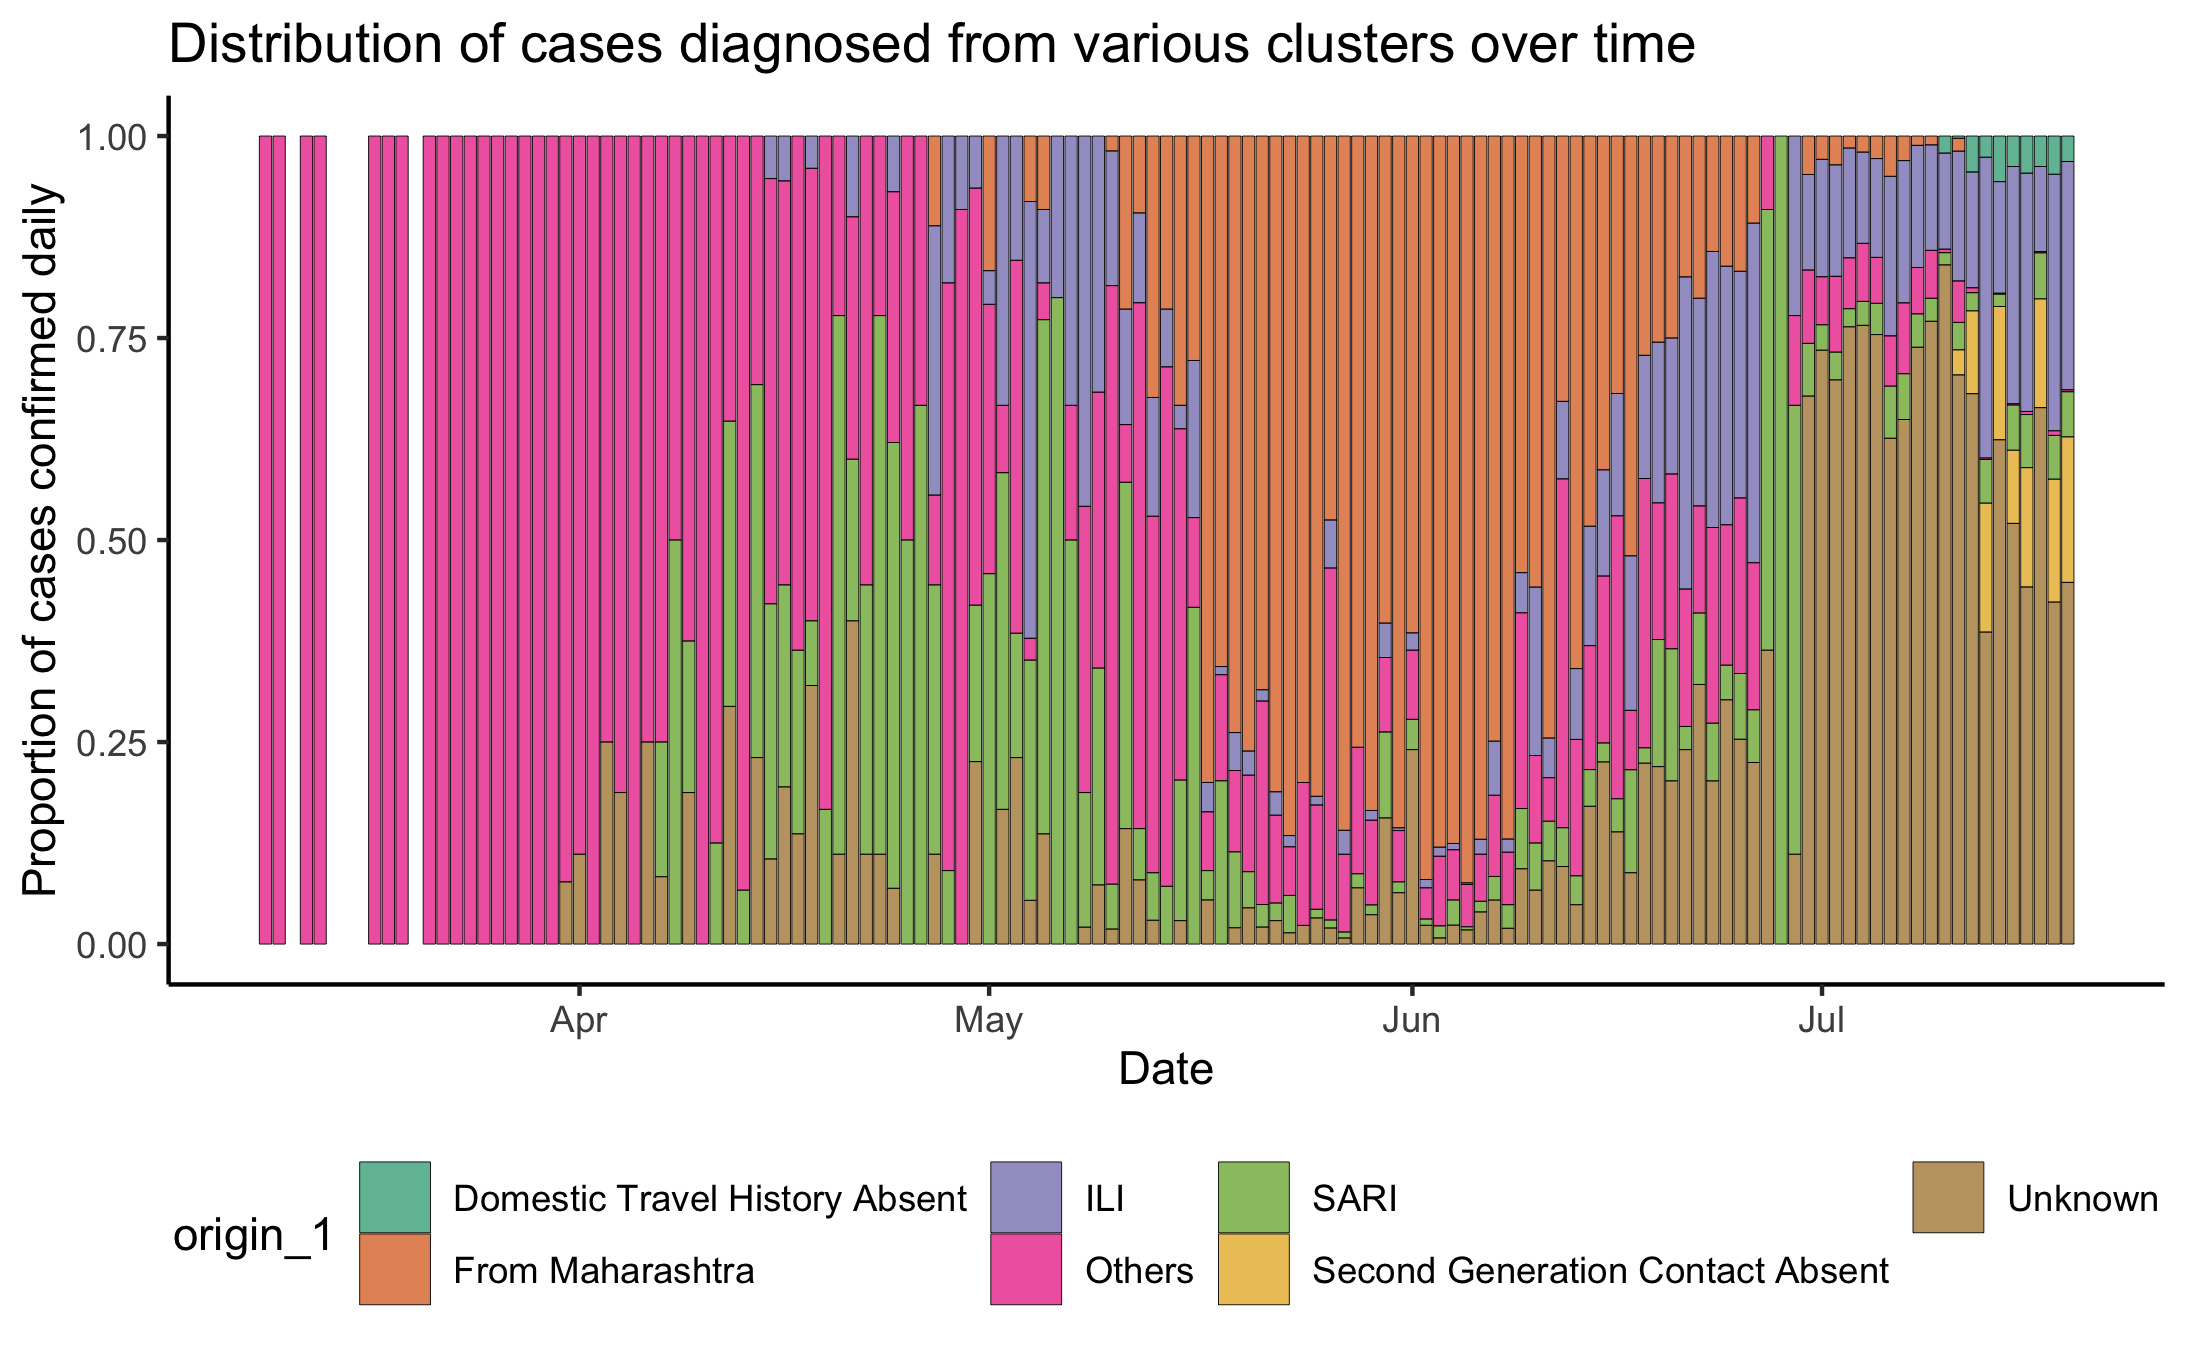 Distribution of cases diagnosed from various clusters over time
Proportion of cases confirmed daily
1.00
0.75
0.50
0.25
0.00
Apr May Jun Jul
Date
origin_1
Domestic Travel History Absent ILI SARI Unknown
From Maharashtra Others Second Generation Contact Absent